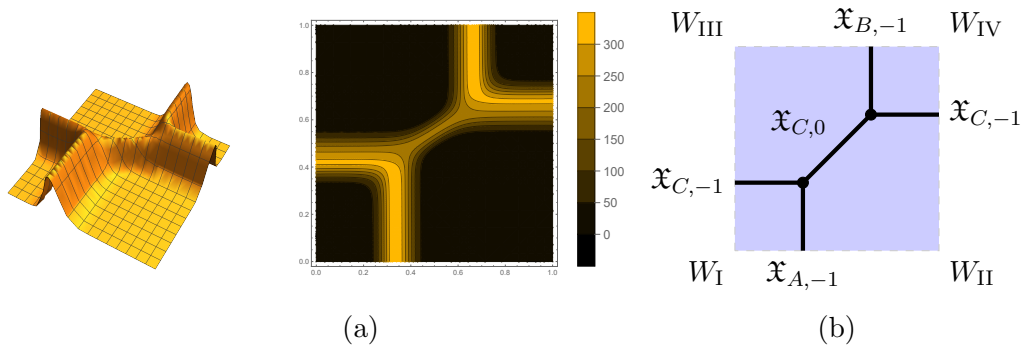 1.0
0.8
0.6
0.4
0.2
0.0
0.0 0.2 0.4 0.6 0.8 1.0
300
250
200
150
100
50
0
(a)
W_III 𝔛_{B,−1} W_IV
𝔛_{C,0} 𝔛_{C,−1}
𝔛_{C,−1}
W_I 𝔛_{A,−1} W_II
(b)